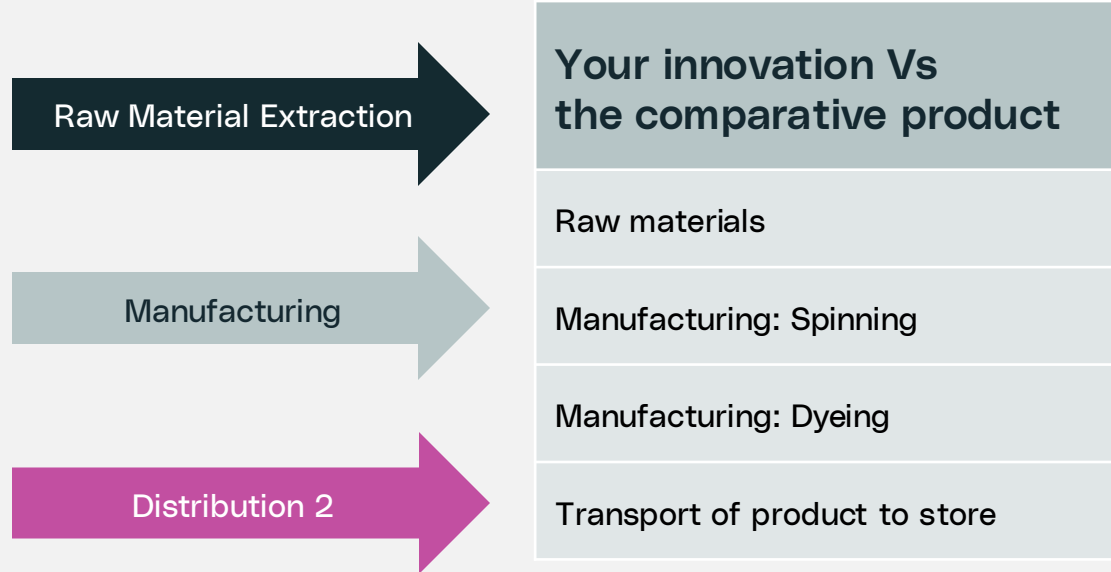 Raw Material Extraction
Manufacturing
Distribution 2
Your innovation Vs
the comparative product
Raw materials
Manufacturing: Spinning
Manufacturing: Dyeing
Transport of product to store